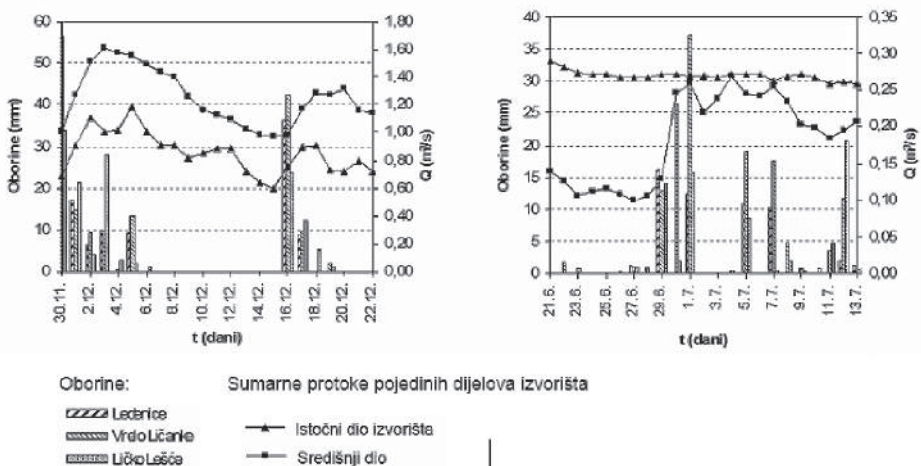 60 50 40 30 20 10 0
Oborine (mm)
1,80 1,60 1,40 1,20 1,00 0,80 0,60 0,40 0,20 0,00
Q (m³/s)
30.11. 2.12. 4.12. 6.12. 8.12. 10.12. 12.12. 14.12. 16.12. 18.12. 20.12. 22.12.
t (dani)
40 35 30 25 20 15 10 5 0
Oborine (mm)
0,35 0,30 0,25 0,20 0,15 0,10 0,05 0,00
Q (m³/s)
21.6. 25.6. 27.6. 29.6. 1.7. 3.7. 5.7. 7.7. 9.7. 11.7. 13.7.
t (dani)
Oborine:
Ledenice
Vrelo Ličanke
Ličko Lešće
Sumarne protoke pojedinih dijelova izvorišta
Istočni dio izvorišta
Središnji dio